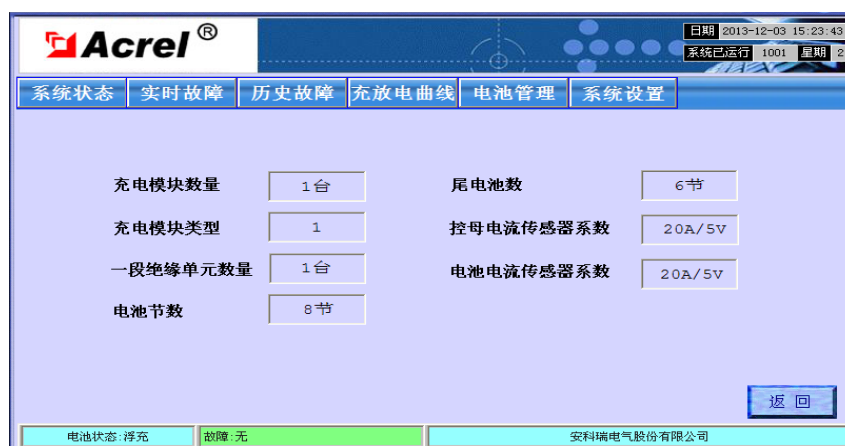 Acrel®
日期 2013-12-03 15:23:43
系统已运行 1001 星期 2
系统状态 实时故障 历史故障 充放电曲线 电池管理 系统设置
充电模块数量 1台 尾电池数 6节
充电模块类型 1 控母电流传感器系数 20A/5V
一段绝缘单元数量 1台 电池电流传感器系数 20A/5V
电池节数 8节
返回
电池状态:浮充 故障:无 安科瑞电气股份有限公司